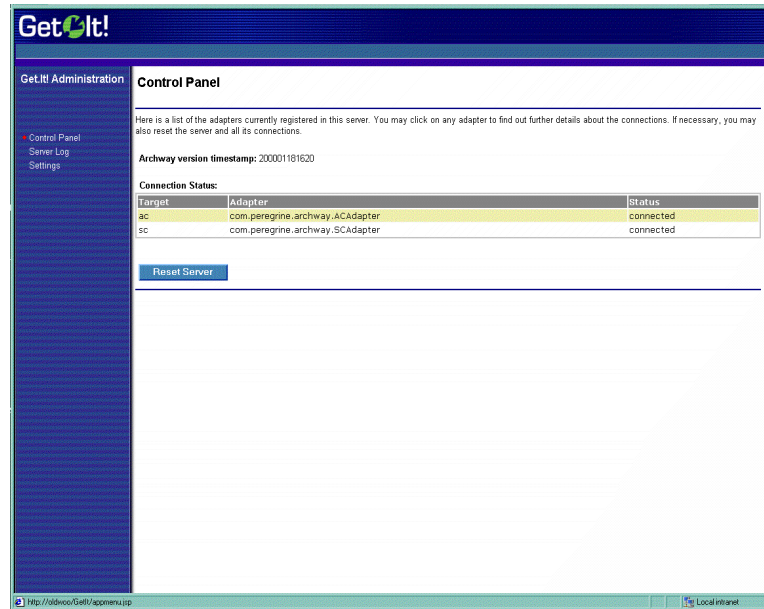 Get It!
Get.It! Administration
Control Panel
Server Log
Settings
Control Panel
Here is a list of the adapters currently registered in this server. You may click on any adapter to find out further details about the connections. If necessary, you may
also reset the server and all its connections.
Archway version timestamp: 200001181620
Connection Status:
Target Adapter Status
ac com.peregrine.archway.ACAdapter connected
sc com.peregrine.archway.SCAdapter connected
Reset Server
http://oldwoo/GetIt/appmenu.jsp Local intranet